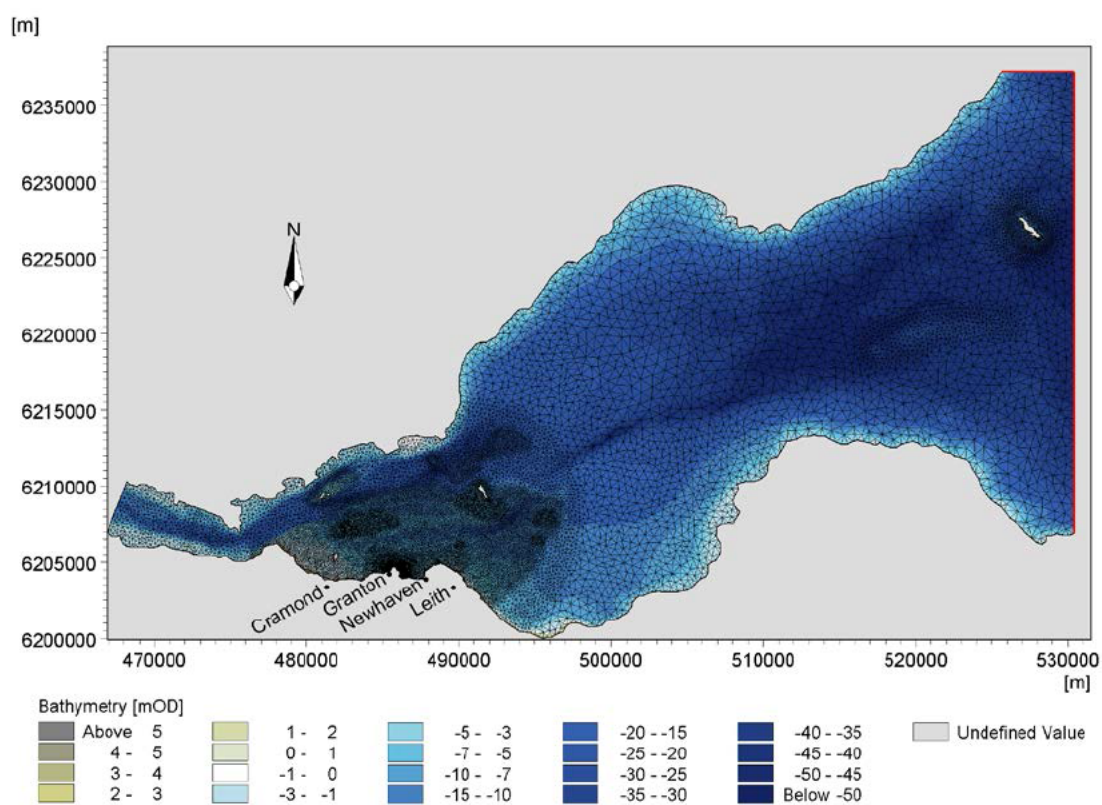 [m]
6235000
6230000
N
6225000
6220000
6215000
6210000
6205000
Cramond
Granton
Newhaven
Leith
6200000
470000 480000 490000 500000 510000 520000 530000
[m]
Bathymetry [mOD]
Above 5 1 - 2 -5 - -3 -20 - -15 -40 - -35 Undefined Value
4 - 5 0 - 1 -7 - -5 -25 - -20 -45 - -40
3 - 4 -1 - 0 -10 - -7 -30 - -25 -50 - -45
2 - 3 -3 - -1 -15 - -10 -35 - -30 Below -50